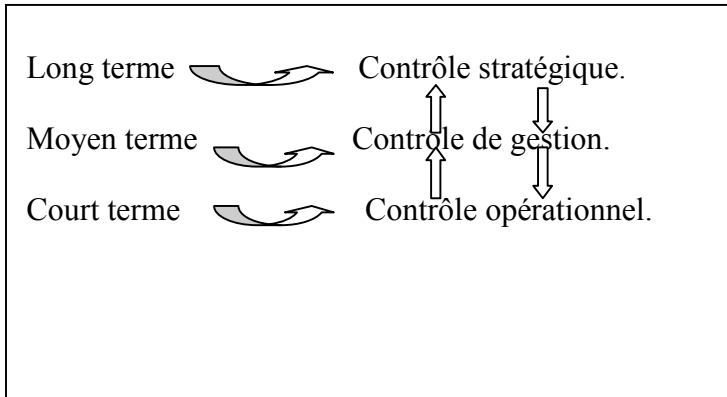 Long terme Contrôle stratégique.
Moyen terme Contrôle de gestion.
Court terme Contrôle opérationnel.